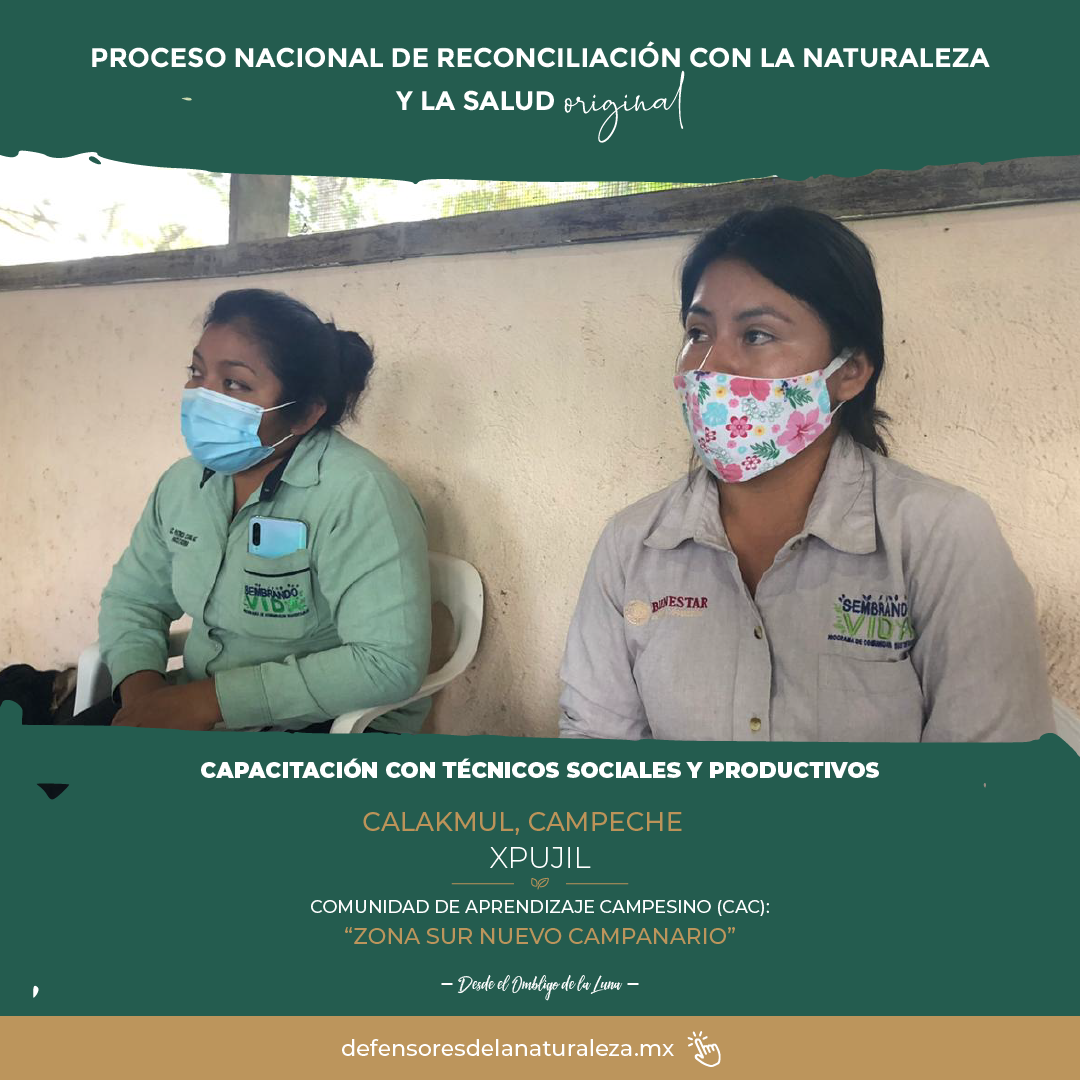 PROCESO NACIONAL DE RECONCILIACIÓN CON LA NATURALEZA
Y LA SALUD original
SEMBRANDO
BIENESTAR
SEMBRANDO
VIDA
CAPACITACIÓN CON TÉCNICOS SOCIALES Y PRODUCTIVOS
CALAKMUL, CAMPECHE
XPUJIL
COMUNIDAD DE APRENDIZAJE CAMPESINO (CAC):
“ZONA SUR NUEVO CAMPANARIO”
— Desde el Ombligo de la Luna —
defensoresdelanaturaleza.mx